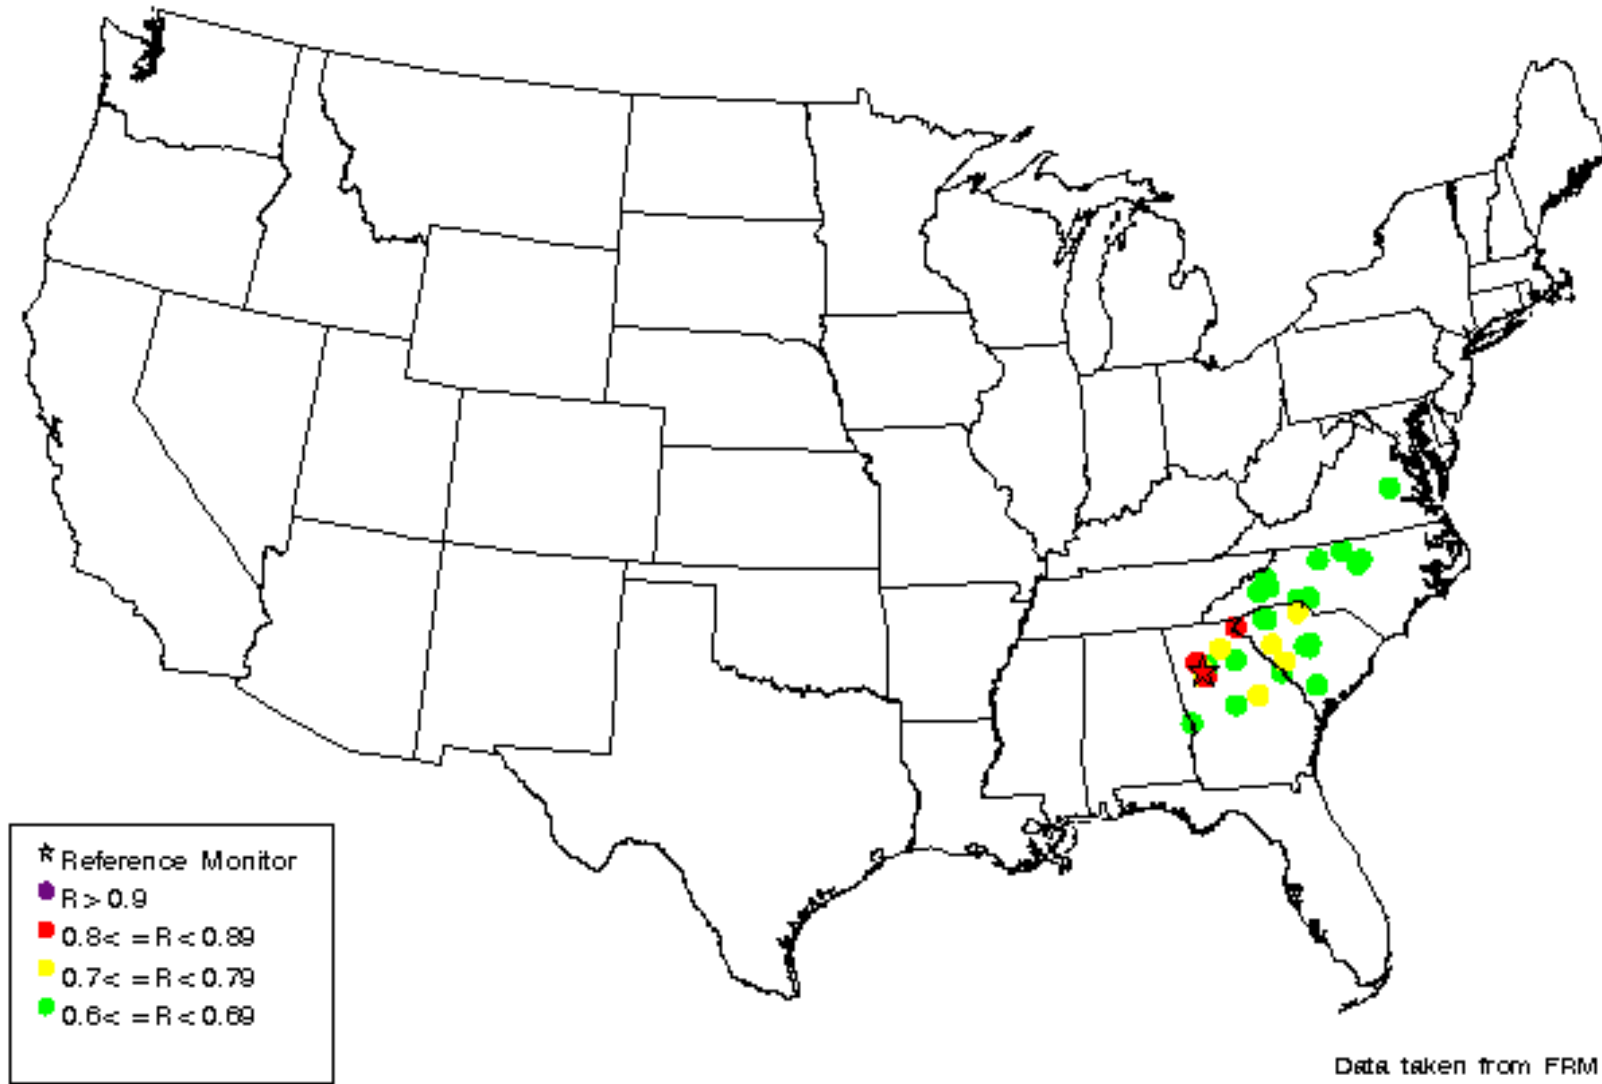 Reference Monitor
R > 0.9
0.8< =R < 0.89
0.7< =R < 0.79
0.6< =R < 0.69
Data taken from FRM